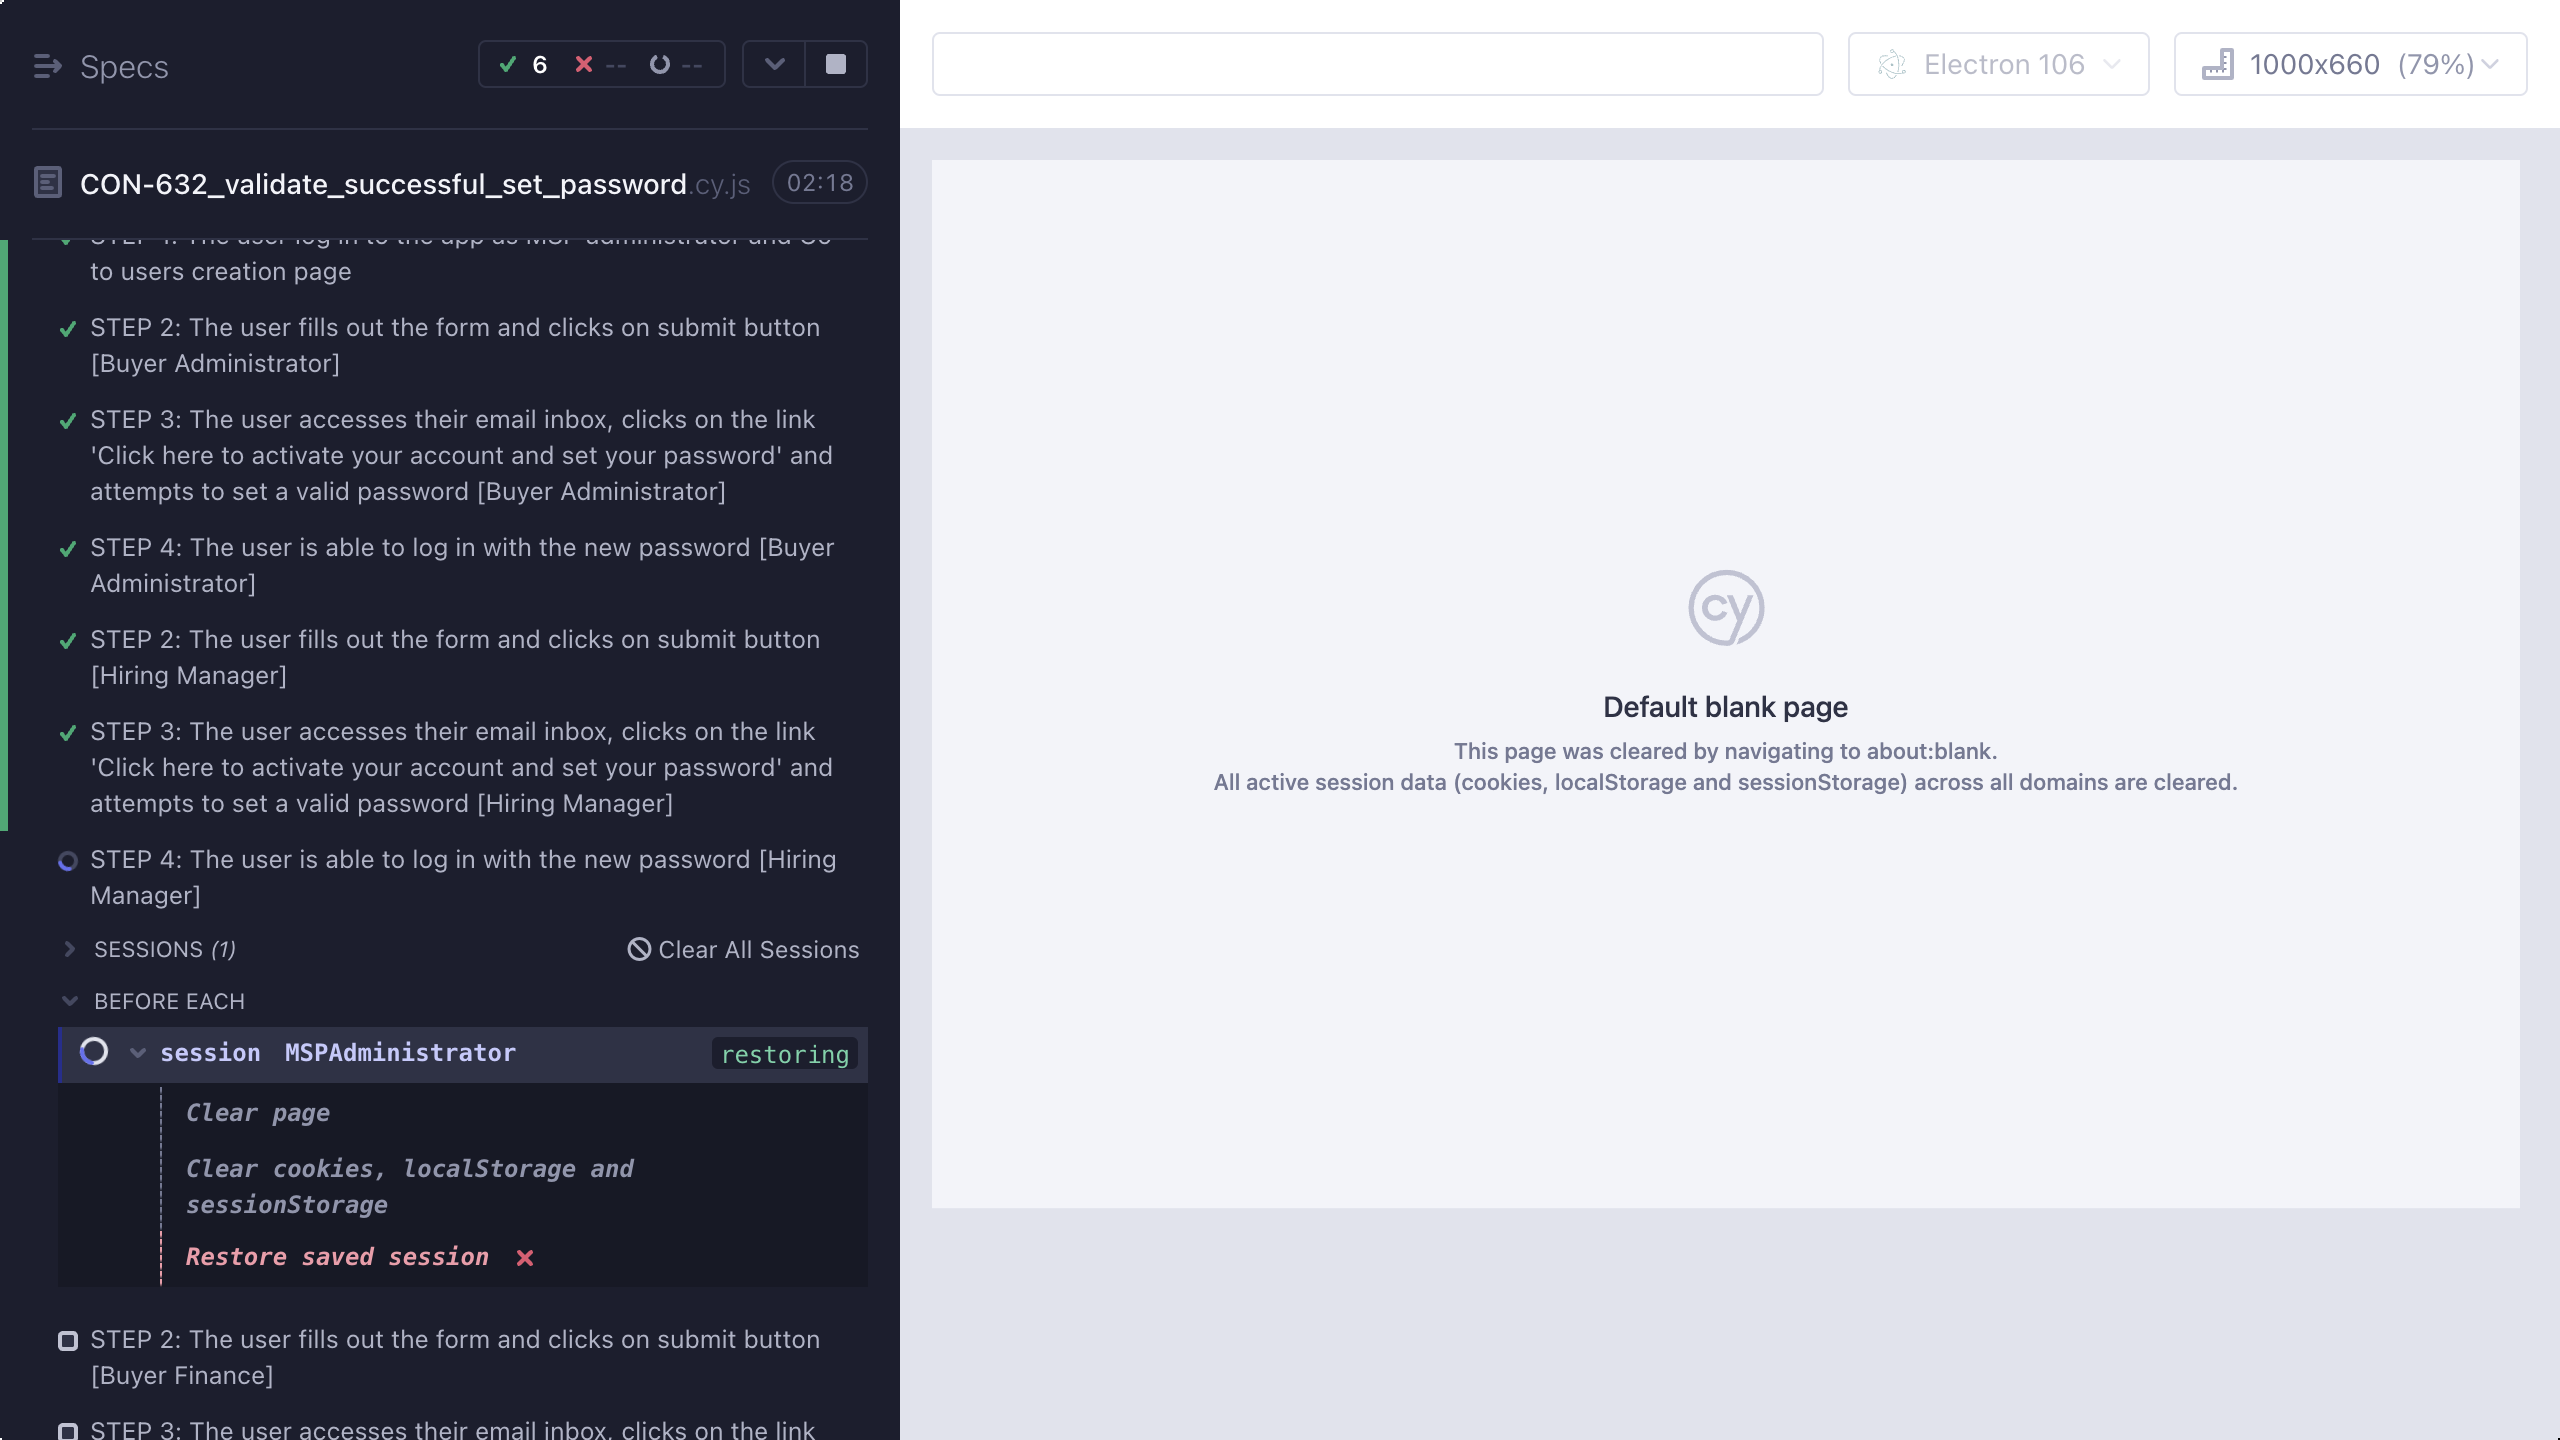 Specs
6
--
--
Electron 106
1000x660 (79%)
CON-632_validate_successful_set_password.cy.js
02:18
STEP 1: The user log in to the app as MSP administrator and Go
to users creation page
STEP 2: The user fills out the form and clicks on submit button
[Buyer Administrator]
STEP 3: The user accesses their email inbox, clicks on the link
'Click here to activate your account and set your password' and
attempts to set a valid password [Buyer Administrator]
STEP 4: The user is able to log in with the new password [Buyer
Administrator]
STEP 2: The user fills out the form and clicks on submit button
[Hiring Manager]
STEP 3: The user accesses their email inbox, clicks on the link
'Click here to activate your account and set your password' and
attempts to set a valid password [Hiring Manager]
STEP 4: The user is able to log in with the new password [Hiring
Manager]
SESSIONS (1)
Clear All Sessions
BEFORE EACH
session MSPAdministrator
restoring
Clear page
Clear cookies, localStorage and
sessionStorage
Restore saved session
STEP 2: The user fills out the form and clicks on submit button
[Buyer Finance]
STEP 3: The user accesses their email inbox, clicks on the link
cy
Default blank page
This page was cleared by navigating to about:blank.
All active session data (cookies, localStorage and sessionStorage) across all domains are cleared.